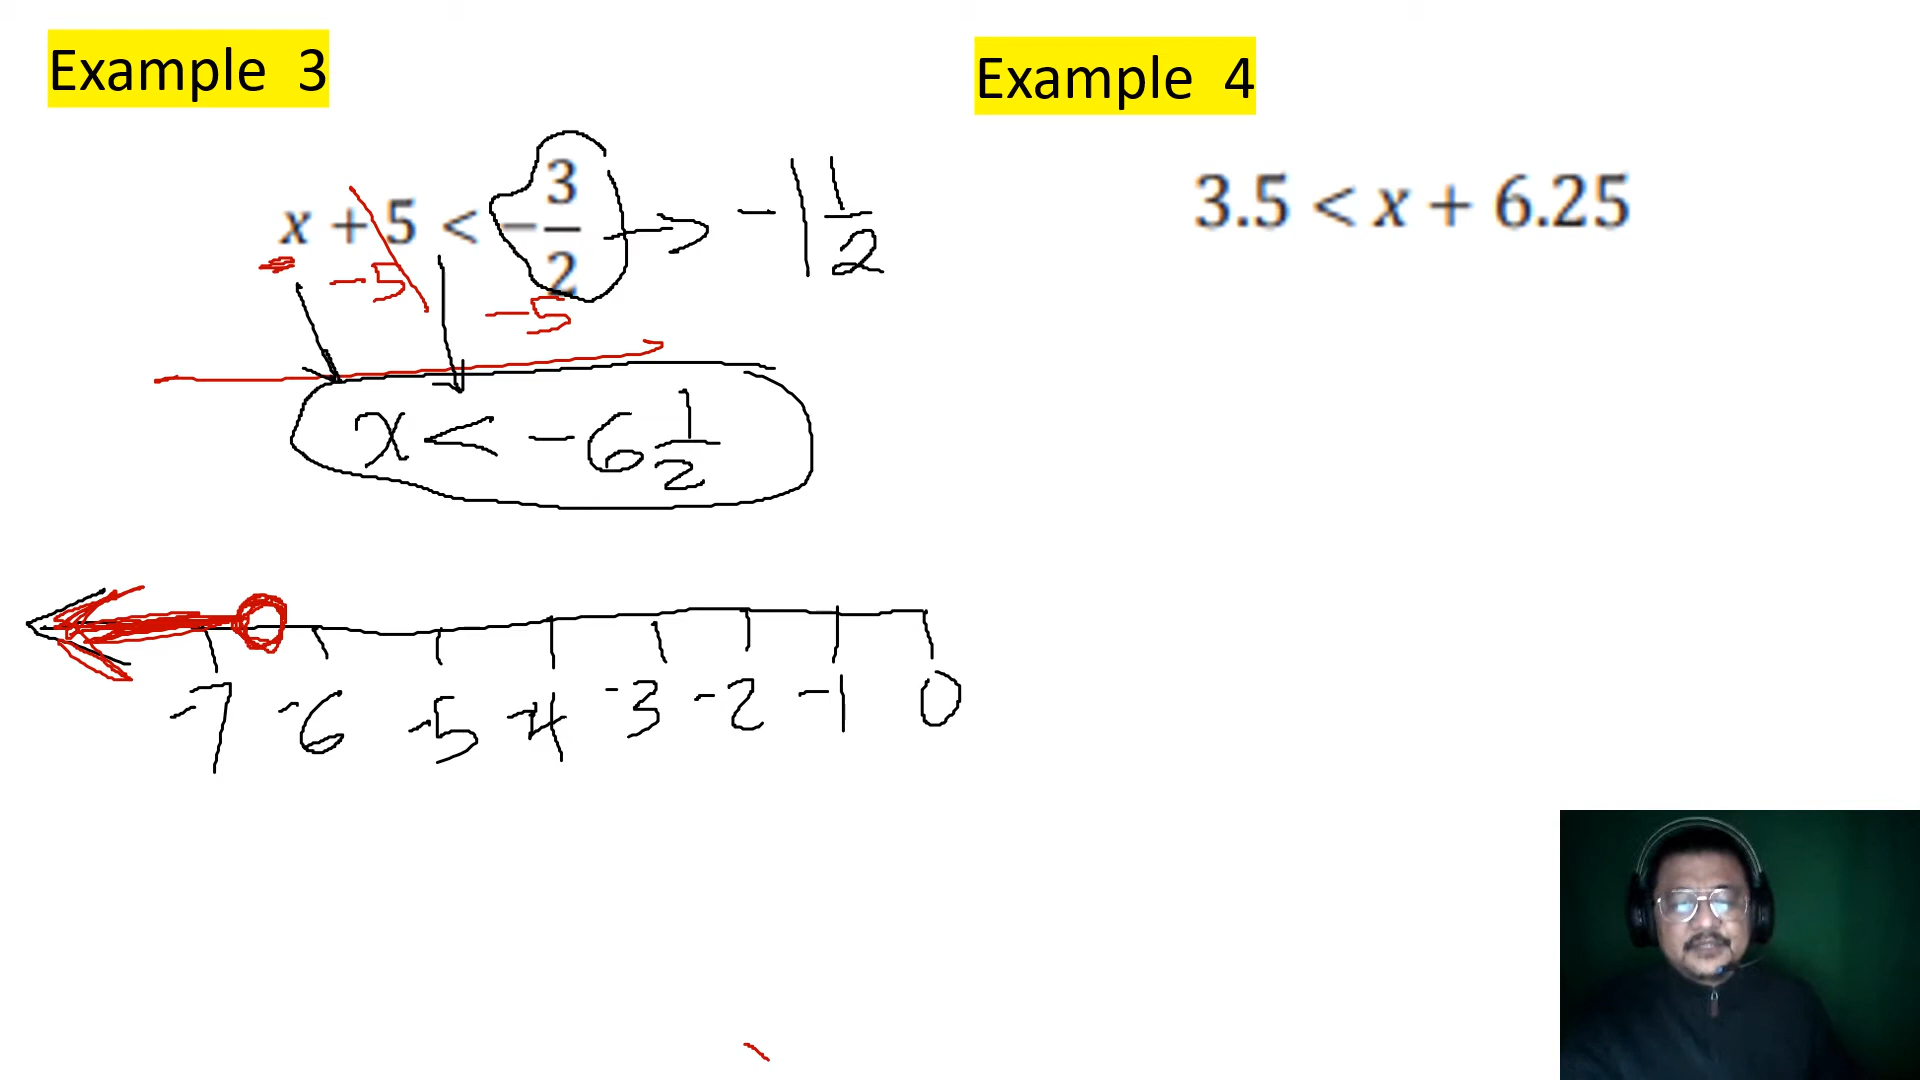 Example 3
x + 5 < -3/2 → -1 1/2
-5 -5
x < -6 1/2
-7 -6 -5 -4 -3 -2 -1 0
Example 4
3.5 < x + 6.25